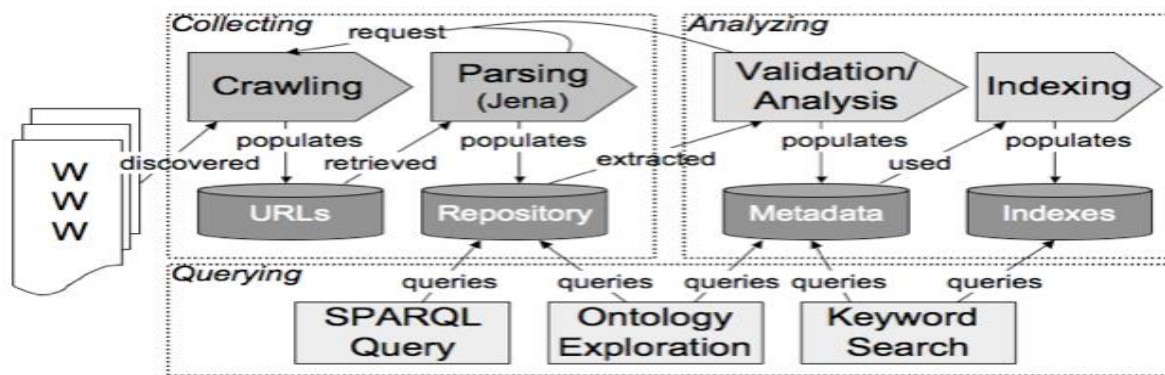 Collecting
Analyzing
request
Crawling
Parsing
(Jena)
Validation/
Analysis
Indexing
W
W
W
discovered
populates
retrieved
populates
extracted
populates
used
populates
URLs
Repository
Metadata
Indexes
Querying
queries
queries
queries
queries
queries
SPARQL
Query
Ontology
Exploration
Keyword
Search